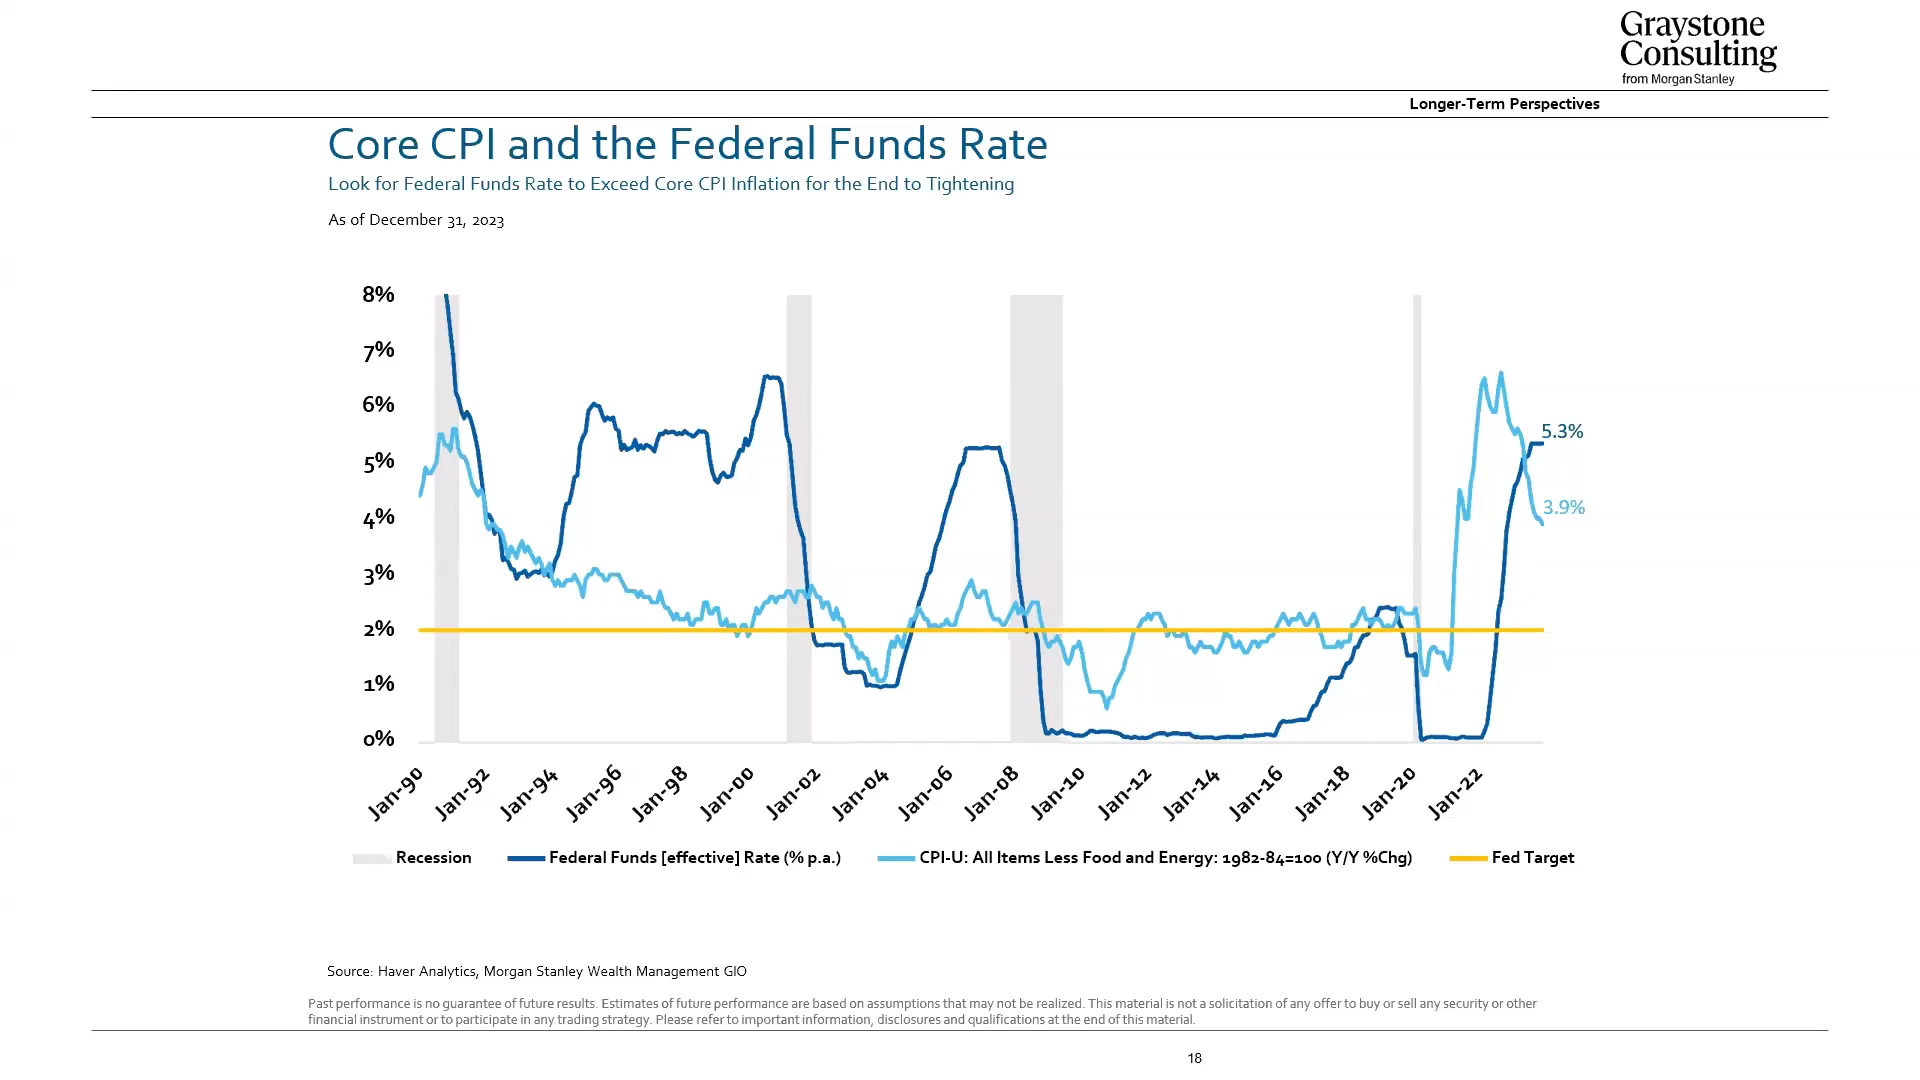 Graystone
Consulting
from Morgan Stanley
Longer-Term Perspectives
Core CPI and the Federal Funds Rate
Look for Federal Funds Rate to Exceed Core CPI Inflation for the End to Tightening
As of December 31, 2023
8%
7%
6%
5%
4%
3%
2%
1%
0%
5.3%
3.9%
Jan-90
Jan-92
Jan-94
Jan-96
Jan-98
Jan-00
Jan-02
Jan-04
Jan-06
Jan-08
Jan-10
Jan-12
Jan-14
Jan-16
Jan-18
Jan-20
Jan-22
Recession
Federal Funds [effective] Rate (% p.a.)
CPI-U: All Items Less Food and Energy: 1982-84=100 (Y/Y %Chg)
Fed Target
Source: Haver Analytics, Morgan Stanley Wealth Management GIO
Past performance is no guarantee of future results. Estimates of future performance are based on assumptions that may not be realized. This material is not a solicitation of any offer to buy or sell any security or other
financial instrument or to participate in any trading strategy. Please refer to important information, disclosures and qualifications at the end of this material.
18